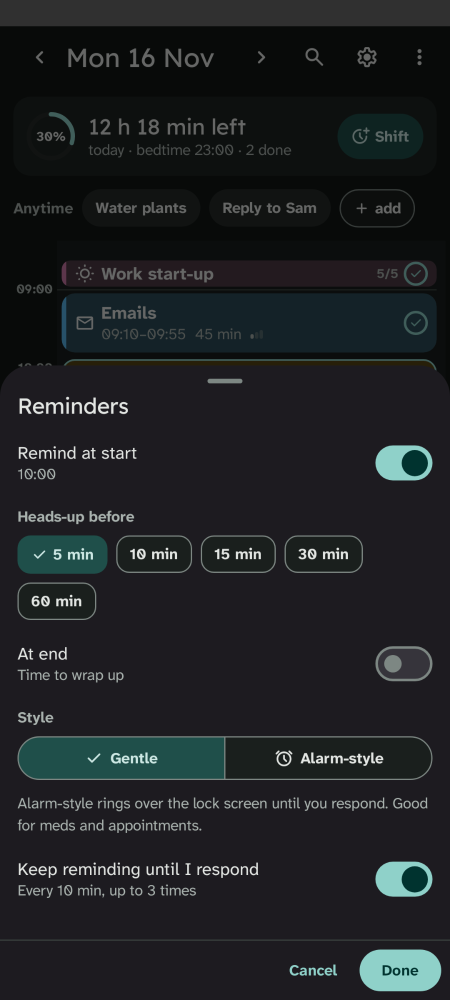 Mon 16 Nov
30%
12 h 18 min left
today · bedtime 23:00 · 2 done
Shift
Anytime
Water plants
Reply to Sam
+ add
Work start-up
5/5
09:00
Emails
09:10–09:55 45 min
Reminders
Remind at start
10:00
Heads-up before
5 min
10 min
15 min
30 min
60 min
At end
Time to wrap up
Style
Gentle
Alarm-style
Alarm-style rings over the lock screen until you respond. Good
for meds and appointments.
Keep reminding until I respond
Every 10 min, up to 3 times
Cancel
Done